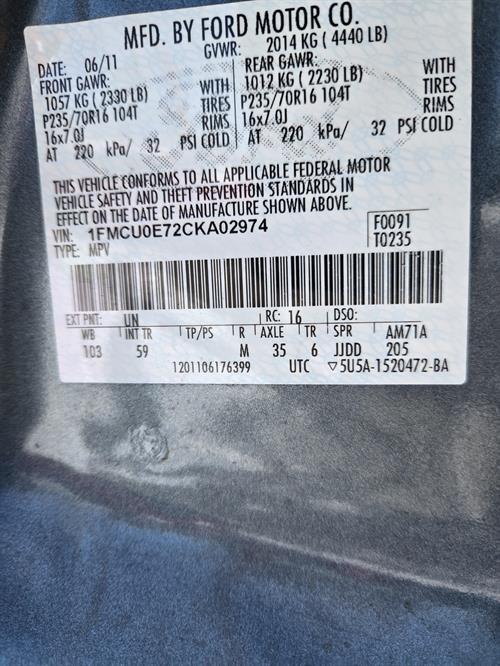 MFD. BY FORD MOTOR CO.
DATE: 06/11 GVWR: 2014 KG ( 4440 LB)
FRONT GAWR: REAR GAWR:
1057 KG ( 2330 LB) WITH 1012 KG ( 2230 LB) WITH
P235/70R16 104T TIRES P235/70R16 104T TIRES
16x7.0J RIMS 16x7.0J RIMS
AT 220 kPa/ 32 PSI COLD AT 220 kPa/ 32 PSI COLD
THIS VEHICLE CONFORMS TO ALL APPLICABLE FEDERAL MOTOR
VEHICLE SAFETY AND THEFT PREVENTION STANDARDS IN
EFFECT ON THE DATE OF MANUFACTURE SHOWN ABOVE.
VIN: 1FMCU0E72CKA02974 F0091
TYPE: MPV T0235
EXT PNT: UN RC: 16 DSO:
WB INT TR TP/PS R AXLE TR SPR AM71A
103 59 M 35 6 JJDD 205
1201106176399 UTC ▽5U5A-1520472-BA